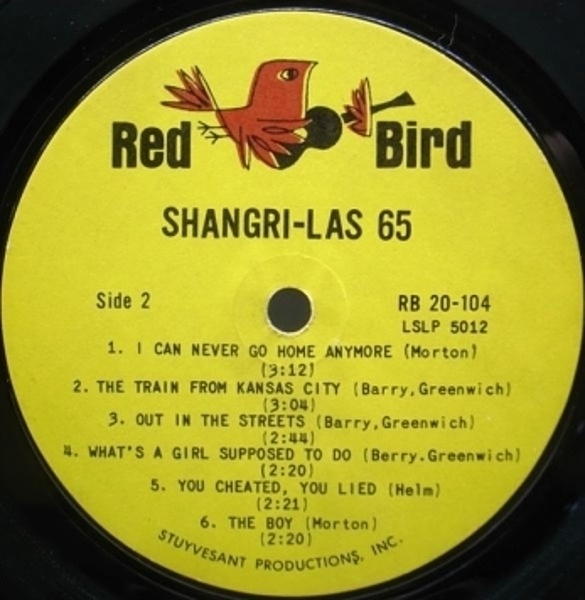 Red Bird
SHANGRI-LAS 65
Side 2
RB 20-104
LSLP 5012
1. I CAN NEVER GO HOME ANYMORE (Morton)
(3:12)
2. THE TRAIN FROM KANSAS CITY (Barry,Greenwich)
(3:04)
3. OUT IN THE STREETS (Barry,Greenwich)
(2:44)
4. WHAT'S A GIRL SUPPOSED TO DO (Berry.Greenwich)
(2:20)
5. YOU CHEATED, YOU LIED (Helm)
(2:21)
6. THE BOY (Morton)
(2:20)
STUYVESANT PRODUCTIONS, INC.